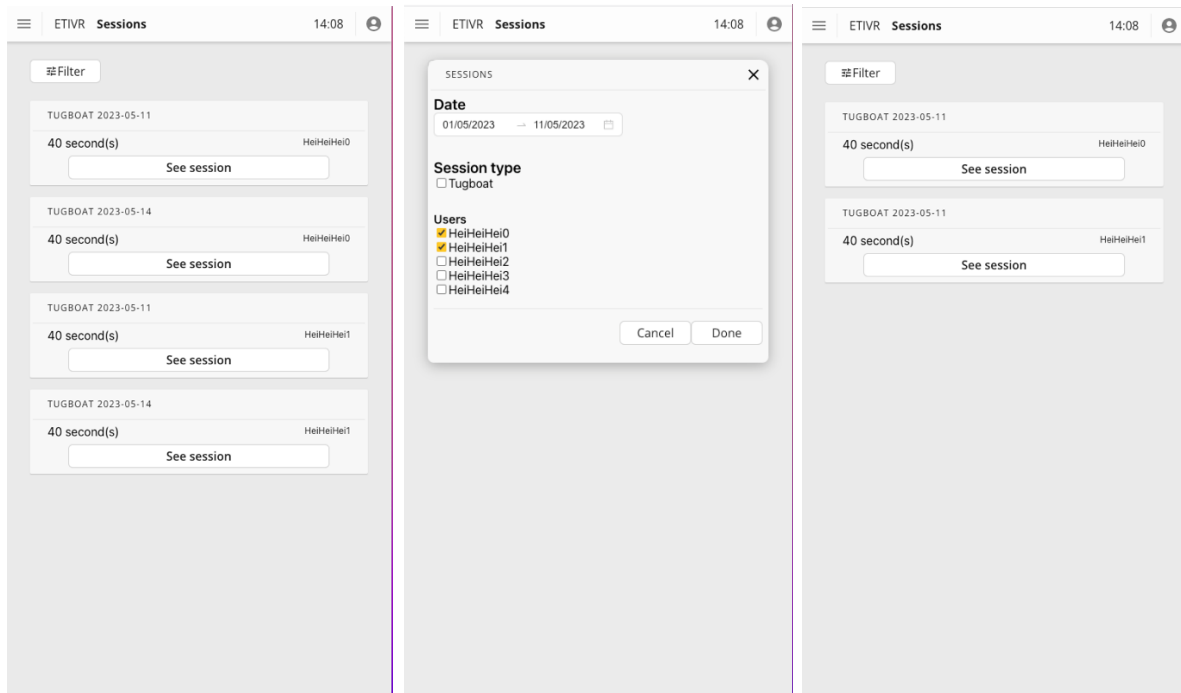 ETIVR Sessions 14:08
Filter
TUGBOAT 2023-05-11
40 second(s) HeiHeiHei0
See session
TUGBOAT 2023-05-14
40 second(s) HeiHeiHei0
See session
TUGBOAT 2023-05-11
40 second(s) HeiHeiHei1
See session
TUGBOAT 2023-05-14
40 second(s) HeiHeiHei1
See session
ETIVR Sessions 14:08
SESSIONS
Date
01/05/2023 → 11/05/2023
Session type
Tugboat
Users
HeiHeiHei0
HeiHeiHei1
HeiHeiHei2
HeiHeiHei3
HeiHeiHei4
Cancel Done
ETIVR Sessions 14:08
Filter
TUGBOAT 2023-05-11
40 second(s) HeiHeiHei0
See session
TUGBOAT 2023-05-11
40 second(s) HeiHeiHei1
See session